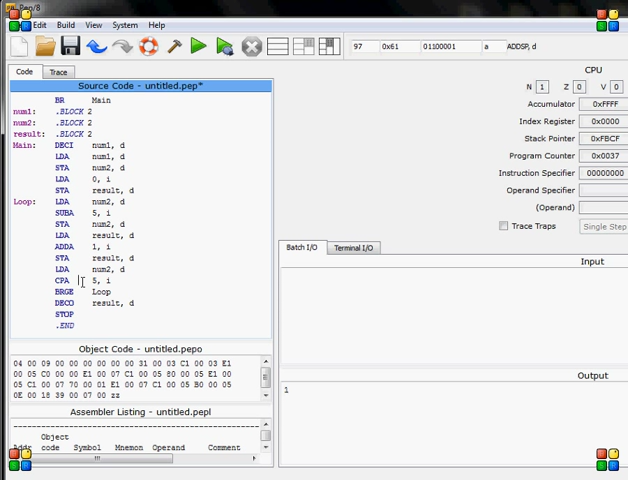 Pep/8
Edit Build View System Help
97 0x61 01100001 a ADDSP, d
Code Trace
Source Code - untitled.pep*
BR Main
num1: .BLOCK 2
num2: .BLOCK 2
result: .BLOCK 2
Main: DECI num1, d
LDA num1, d
STA num2, d
LDA 0, i
STA result, d
Loop: LDA num2, d
SUBA 5, i
STA num2, d
LDA result, d
ADDA 1, i
STA result, d
LDA num2, d
CPA 5, i
BRGE Loop
DECO result, d
STOP
.END
Object Code - untitled.pepo
04 00 09 00 00 00 00 00 00 31 00 03 C1 00 03 E1
00 05 C0 00 00 E1 00 07 C1 00 05 80 00 05 E1 00
05 C1 00 07 70 00 01 E1 00 07 C1 00 05 B0 00 05
0E 00 18 39 00 07 00 zz
Assembler Listing - untitled.pepl
Object
Addr code Symbol Mnemon Operand Comment
CPU
N 1 Z 0 V 0
Accumulator 0xFFFF
Index Register 0x0000
Stack Pointer 0xFBCF
Program Counter 0x0037
Instruction Specifier 00000000
Operand Specifier
(Operand)
Trace Traps Single Step
Batch I/O Terminal I/O
Input
Output
1